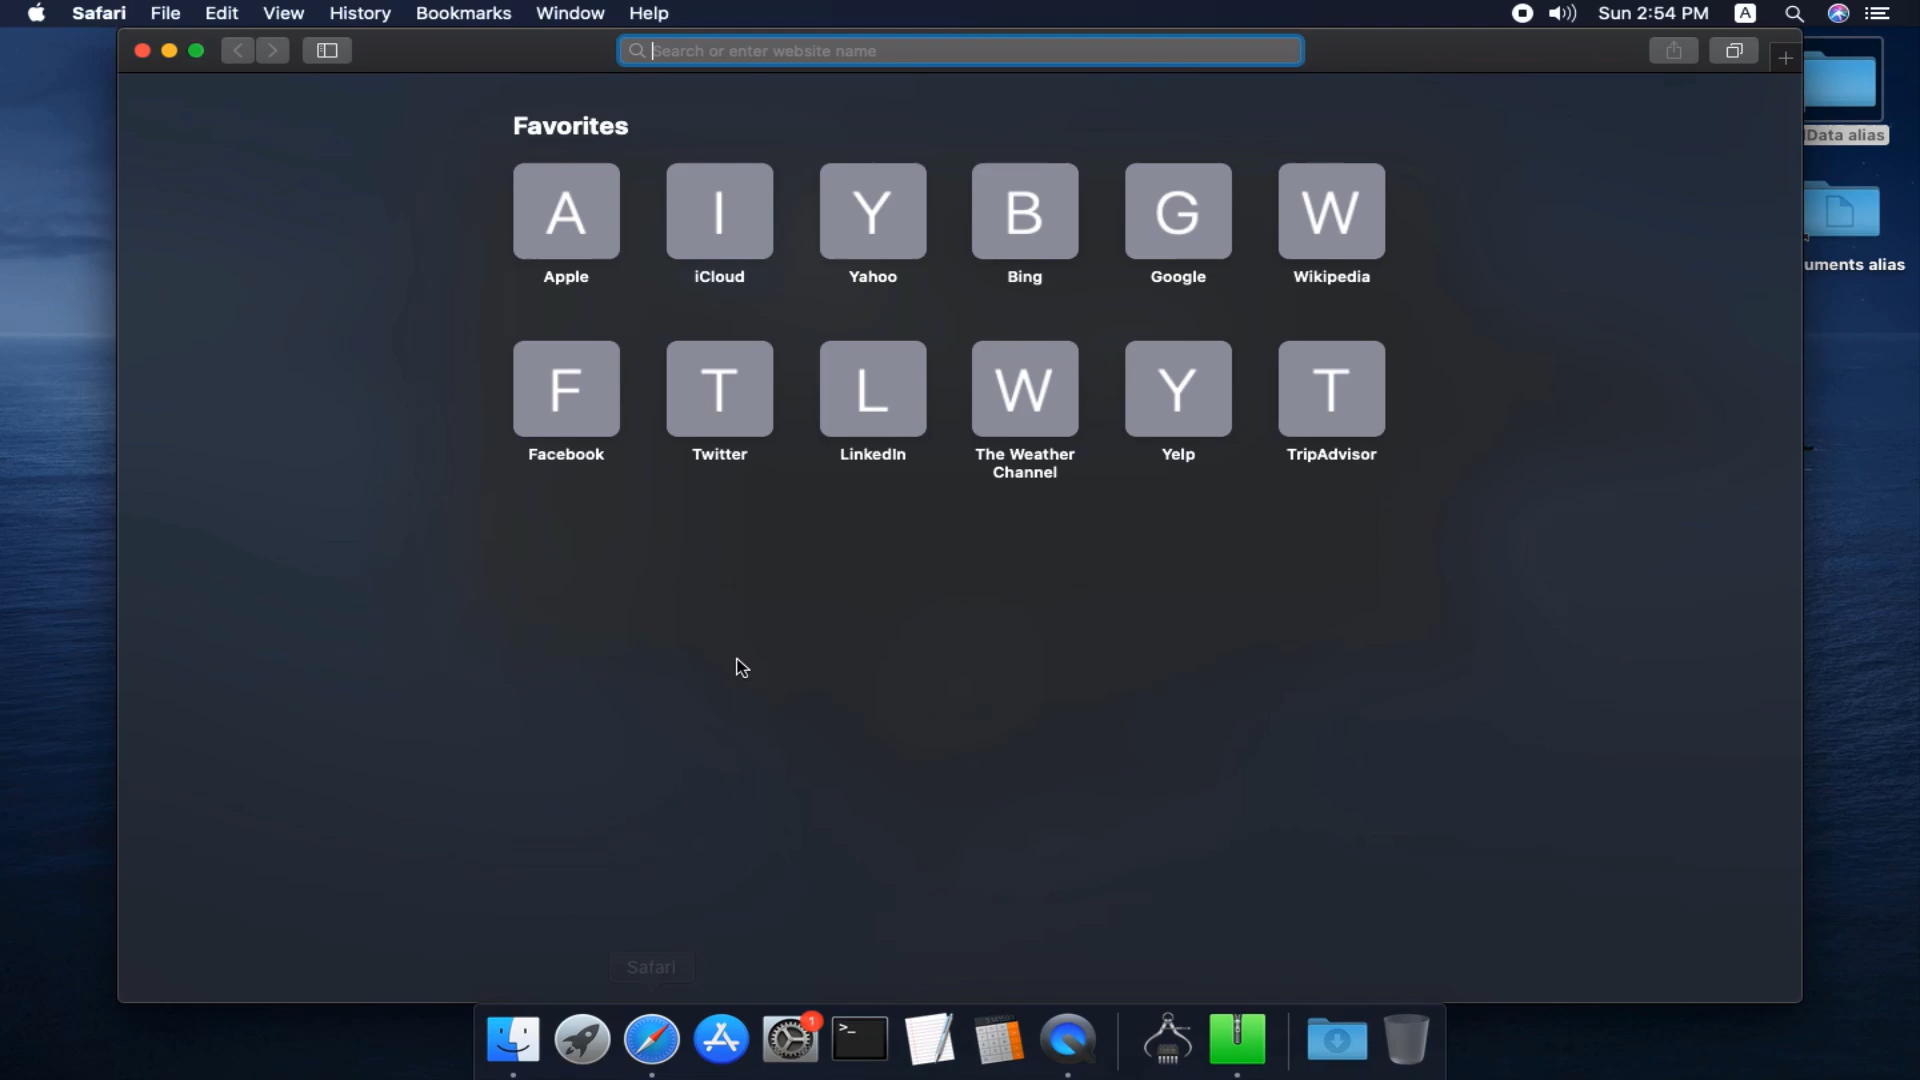 Safari File Edit View History Bookmarks Window Help Sun 2:54 PM A
Search or enter website name
Data alias
Favorites
A I Y B G W
Apple iCloud Yahoo Bing Google Wikipedia
uments alias
F T L W Y T
Facebook Twitter LinkedIn The Weather Yelp TripAdvisor
Channel
Safari
1
>_